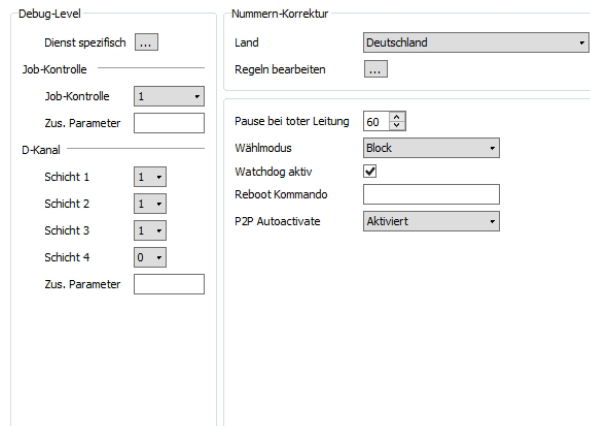 Debug-Level
Dienst spezifisch ...
Job-Kontrolle
Job-Kontrolle 1
Zus. Parameter
D-Kanal
Schicht 1 1
Schicht 2 1
Schicht 3 1
Schicht 4 0
Zus. Parameter
Nummern-Korrektur
Land Deutschland
Regeln bearbeiten ...
Pause bei toter Leitung 60
Wählmodus Block
Watchdog aktiv
Reboot Kommando
P2P Autoactivate Aktiviert